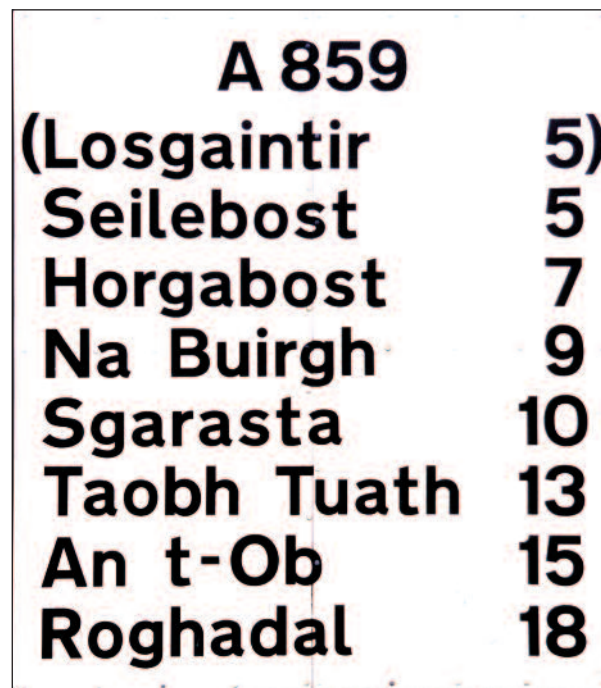 A 859
(Losgaintir 5)
Seilebost 5
Horgabost 7
Na Buirgh 9
Sgarasta 10
Taobh Tuath 13
An t-Ob 15
Roghadal 18